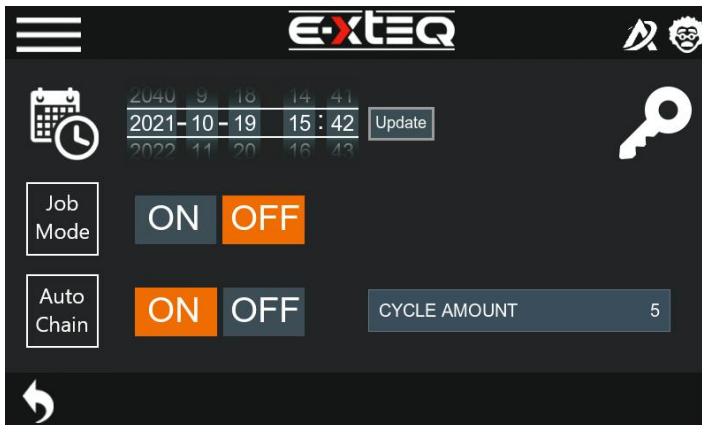 E-XTEQ
2040 9 18 14 41
2021-10-19 15:42
2022 11 20 16 43
Update
Job
Mode
ON OFF
Auto
Chain
ON OFF
CYCLE AMOUNT 5